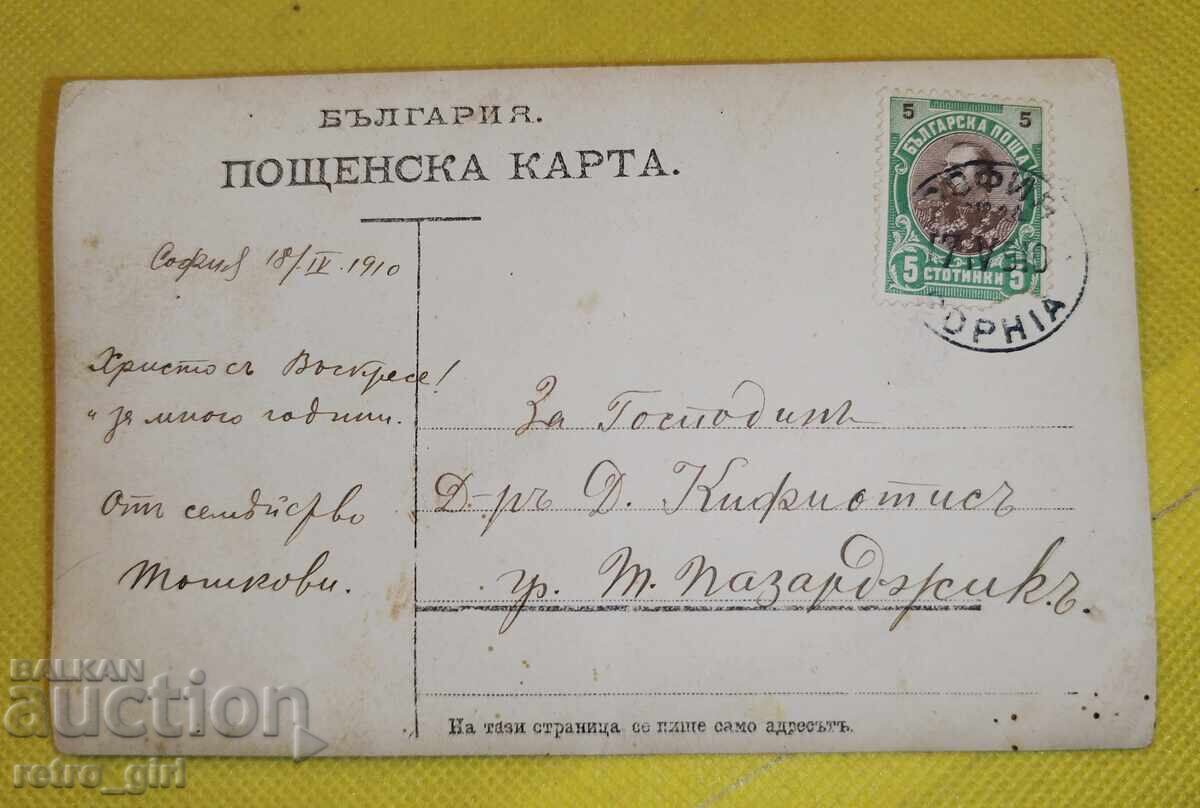 БЪЛГАРИЯ.
ПОЩЕНСКА КАРТА.
5 5
БЪЛГАРСКА ПОЩА
5 СТОТИНКИ 5
СОФИЯ
SOPHIA
София 18/IV. 1910
Христосъ Воскресе!
" за много години.
Отъ семейство
Тошкови.
За Господинъ
Д-ръ Д. Кифиотисъ
гр. Т. Пазарджикъ.
На тази страница се пише само адресътъ.
BALKAN
auction
retro_girl